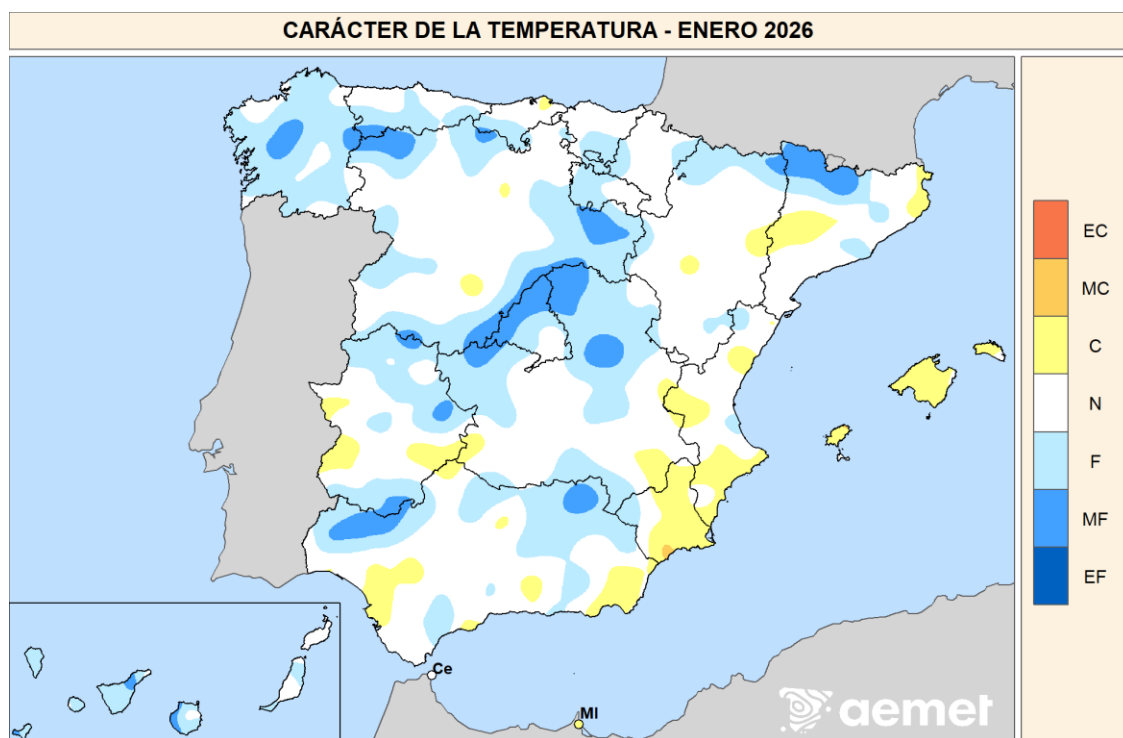 CARÁCTER DE LA TEMPERATURA - ENERO 2026
EC
MC
C
N
F
MF
EF
Ce
Ml
aemet